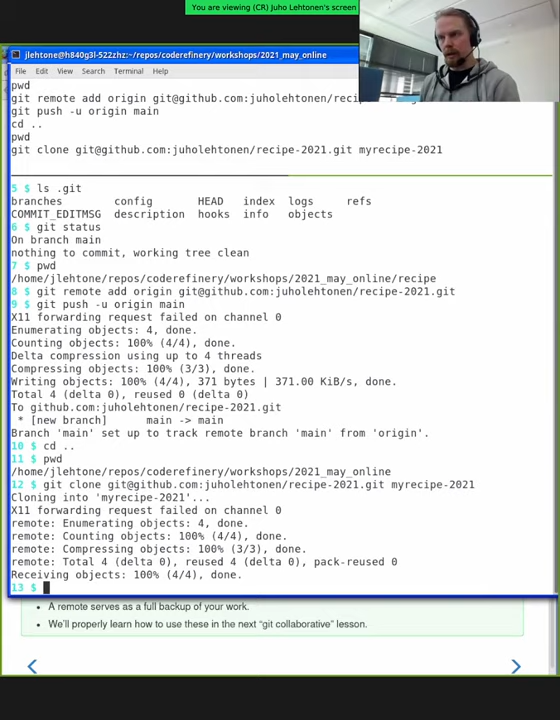 You are viewing (CR) Juho Lehtonen's screen
jlehtone@h840g3l-522zhz:~/repos/coderefinery/workshops/2021_may_online
File Edit View Search Terminal Help
pwd
git remote add origin git@github.com:juholehtonen/recip
git push -u origin main
cd ..
pwd
git clone git@github.com:juholehtonen/recipe-2021.git myrecipe-2021
5 $ ls .git
branches config HEAD index logs refs
COMMIT_EDITMSG description hooks info objects
6 $ git status
On branch main
nothing to commit, working tree clean
7 $ pwd
/home/jlehtone/repos/coderefinery/workshops/2021_may_online/recipe
8 $ git remote add origin git@github.com:juholehtonen/recipe-2021.git
9 $ git push -u origin main
X11 forwarding request failed on channel 0
Enumerating objects: 4, done.
Counting objects: 100% (4/4), done.
Delta compression using up to 4 threads
Compressing objects: 100% (3/3), done.
Writing objects: 100% (4/4), 371 bytes | 371.00 KiB/s, done.
Total 4 (delta 0), reused 0 (delta 0)
To github.com:juholehtonen/recipe-2021.git
* [new branch] main -> main
Branch 'main' set up to track remote branch 'main' from 'origin'.
10 $ cd ..
11 $ pwd
/home/jlehtone/repos/coderefinery/workshops/2021_may_online
12 $ git clone git@github.com:juholehtonen/recipe-2021.git myrecipe-2021
Cloning into 'myrecipe-2021'...
X11 forwarding request failed on channel 0
remote: Enumerating objects: 4, done.
remote: Counting objects: 100% (4/4), done.
remote: Compressing objects: 100% (3/3), done.
remote: Total 4 (delta 0), reused 4 (delta 0), pack-reused 0
Receiving objects: 100% (4/4), done.
13 $
• A remote serves as a full backup of your work.
• We'll properly learn how to use these in the next “git collaborative” lesson.